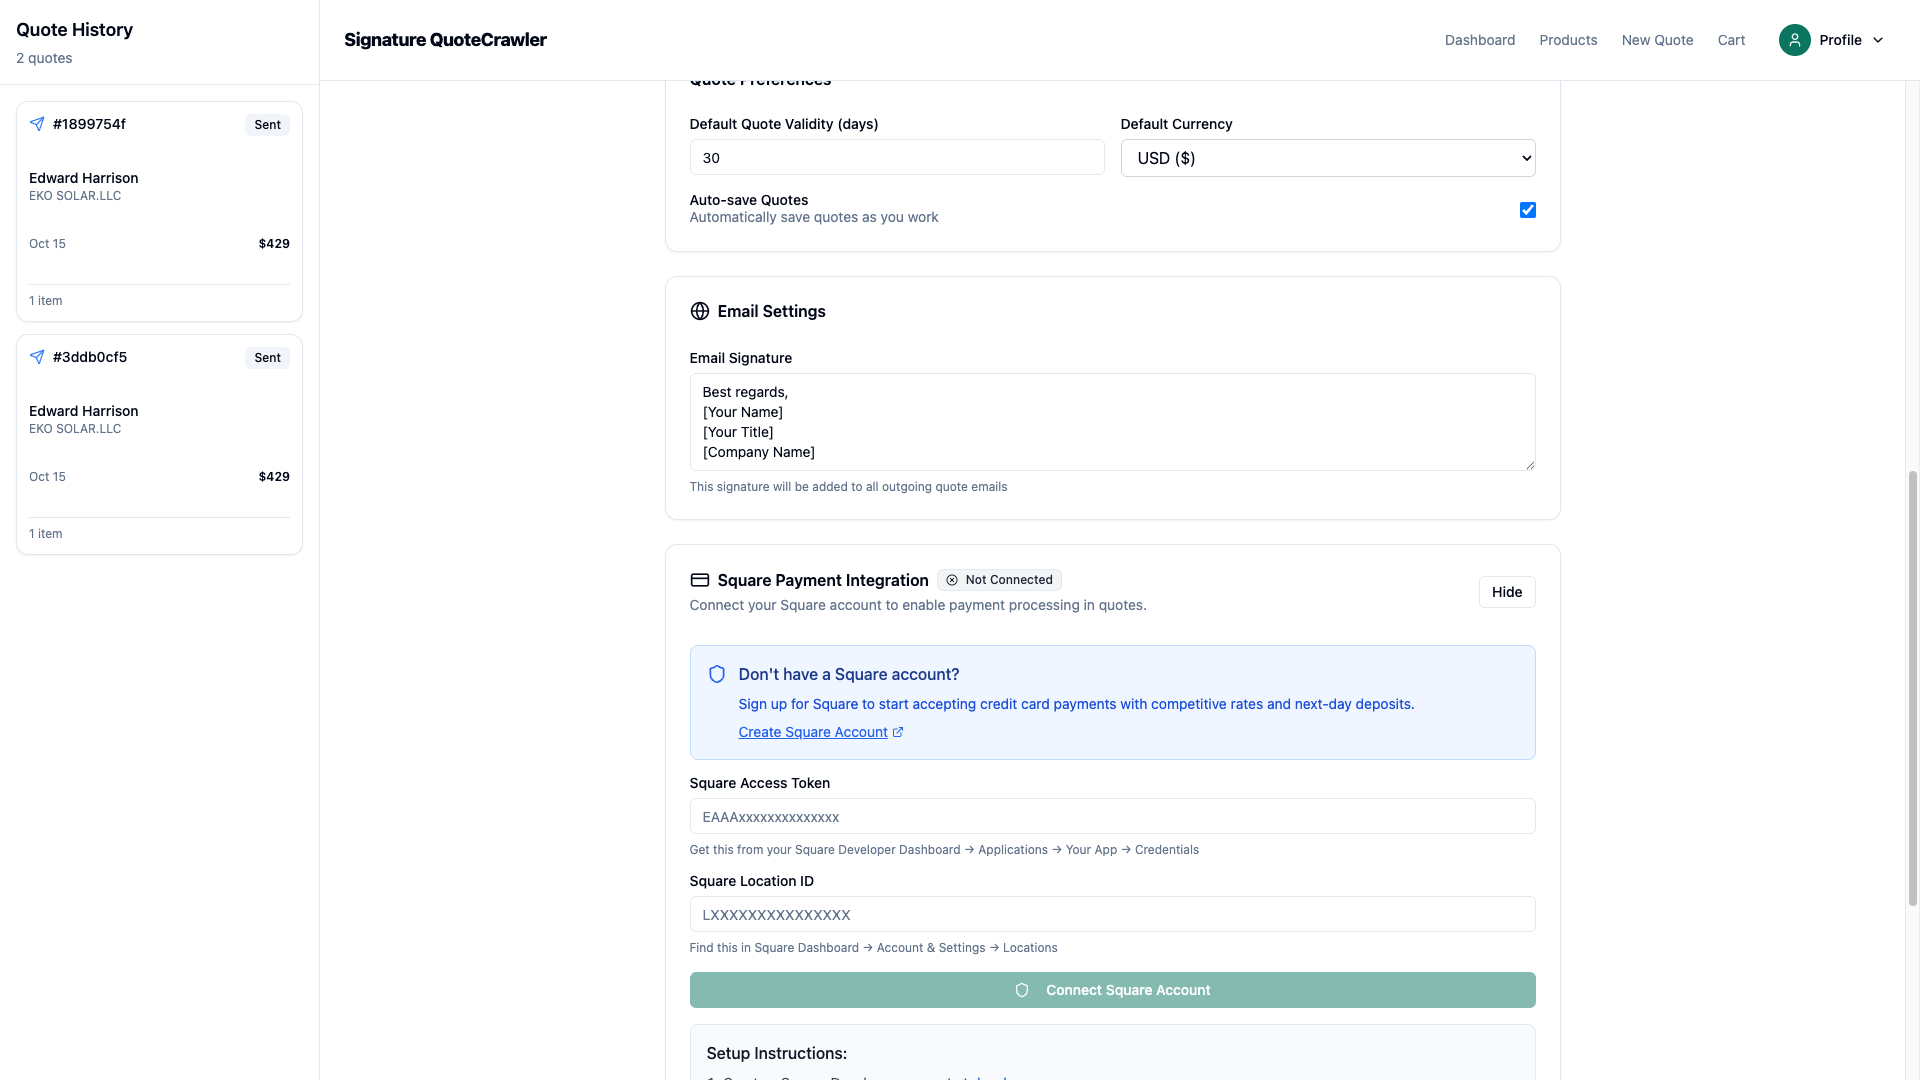 Quote History
2 quotes
#1899754f
Sent
Edward Harrison
EKO SOLAR.LLC
Oct 15
$429
1 item
#3ddb0cf5
Sent
Edward Harrison
EKO SOLAR.LLC
Oct 15
$429
1 item
Signature QuoteCrawler
Dashboard
Products
New Quote
Cart
Profile
Quote Preferences
Default Quote Validity (days)
30
Default Currency
USD ($)
Auto-save Quotes
Automatically save quotes as you work
Email Settings
Email Signature
Best regards,
[Your Name]
[Your Title]
[Company Name]
This signature will be added to all outgoing quote emails
Square Payment Integration
Not Connected
Connect your Square account to enable payment processing in quotes.
Hide
Don't have a Square account?
Sign up for Square to start accepting credit card payments with competitive rates and next-day deposits.
Create Square Account
Square Access Token
EAAAxxxxxxxxxxxxxx
Get this from your Square Developer Dashboard → Applications → Your App → Credentials
Square Location ID
LXXXXXXXXXXXXXXX
Find this in Square Dashboard → Account & Settings → Locations
Connect Square Account
Setup Instructions: